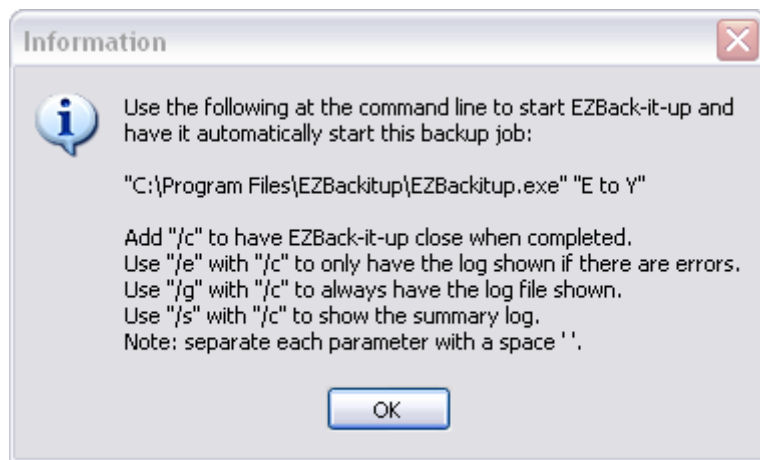 Information
Use the following at the command line to start EZBack-it-up and
have it automatically start this backup job:
"C:\Program Files\EZBackitup\EZBackitup.exe" "E to Y"
Add "/c" to have EZBack-it-up close when completed.
Use "/e" with "/c" to only have the log shown if there are errors.
Use "/g" with "/c" to always have the log file shown.
Use "/s" with "/c" to show the summary log.
Note: separate each parameter with a space ' '.
OK